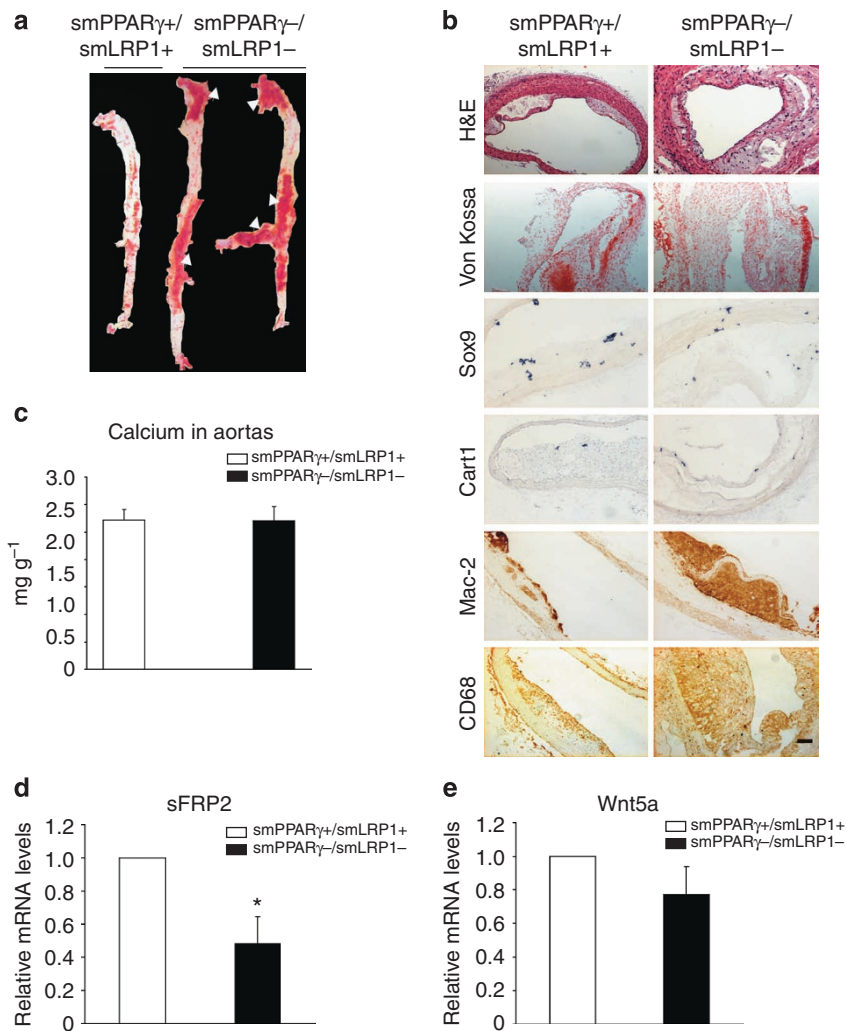 a
smPPARγ+/
smLRP1+
smPPARγ–/
smLRP1–
b
smPPARγ+/
smLRP1+
smPPARγ–/
smLRP1–
H&E
Von Kossa
Sox9
Cart1
Mac-2
CD68
c
Calcium in aortas
smPPARγ+/smLRP1+
smPPARγ–/smLRP1–
mg g⁻¹
3.0
2.5
2.0
1.5
1.0
0.5
0
d
sFRP2
smPPARγ+/smLRP1+
smPPARγ–/smLRP1–
Relative mRNA levels
1.2
1.0
0.8
0.6
0.4
0.2
0
*
e
Wnt5a
smPPARγ+/smLRP1+
smPPARγ–/smLRP1–
Relative mRNA levels
1.2
1.0
0.8
0.6
0.4
0.2
0